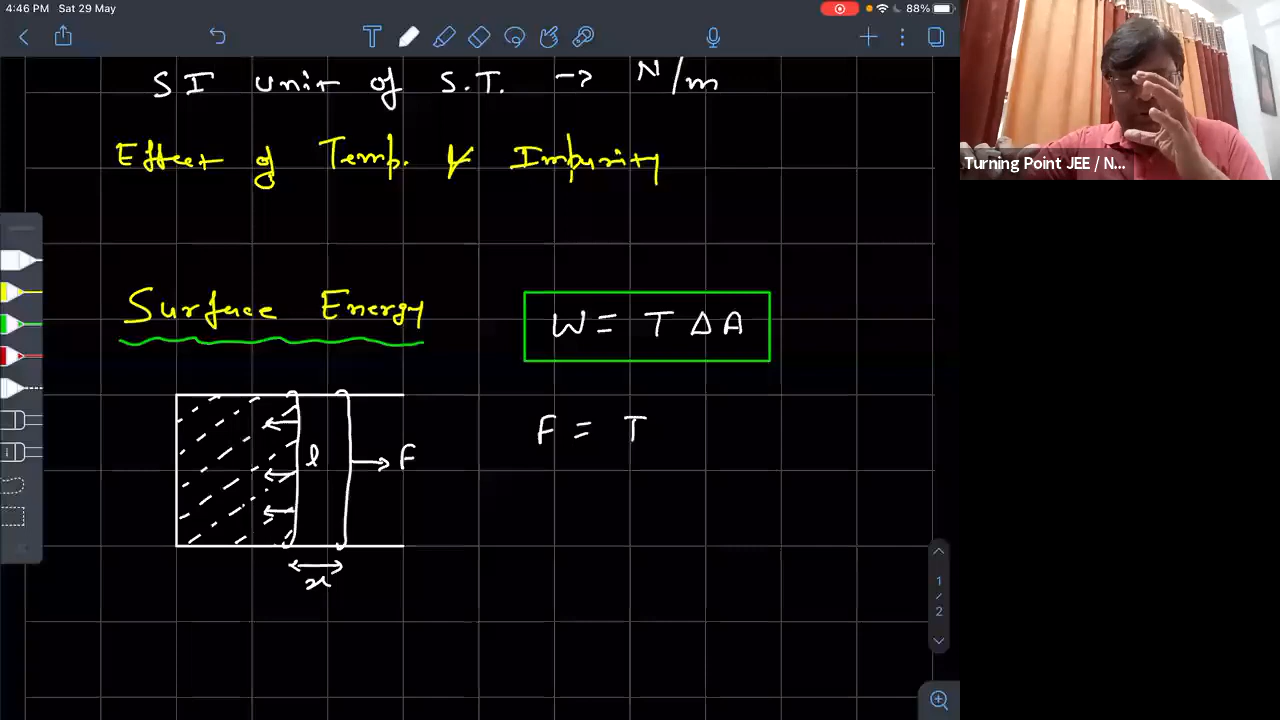 4:46 PM Sat 29 May
88%
SI unit of S.T. → N/m
Effect of Temp. & Impurity
Turning Point JEE / N...
Surface Energy
W = T Δ A
F = T
l
F
x
1
/
2